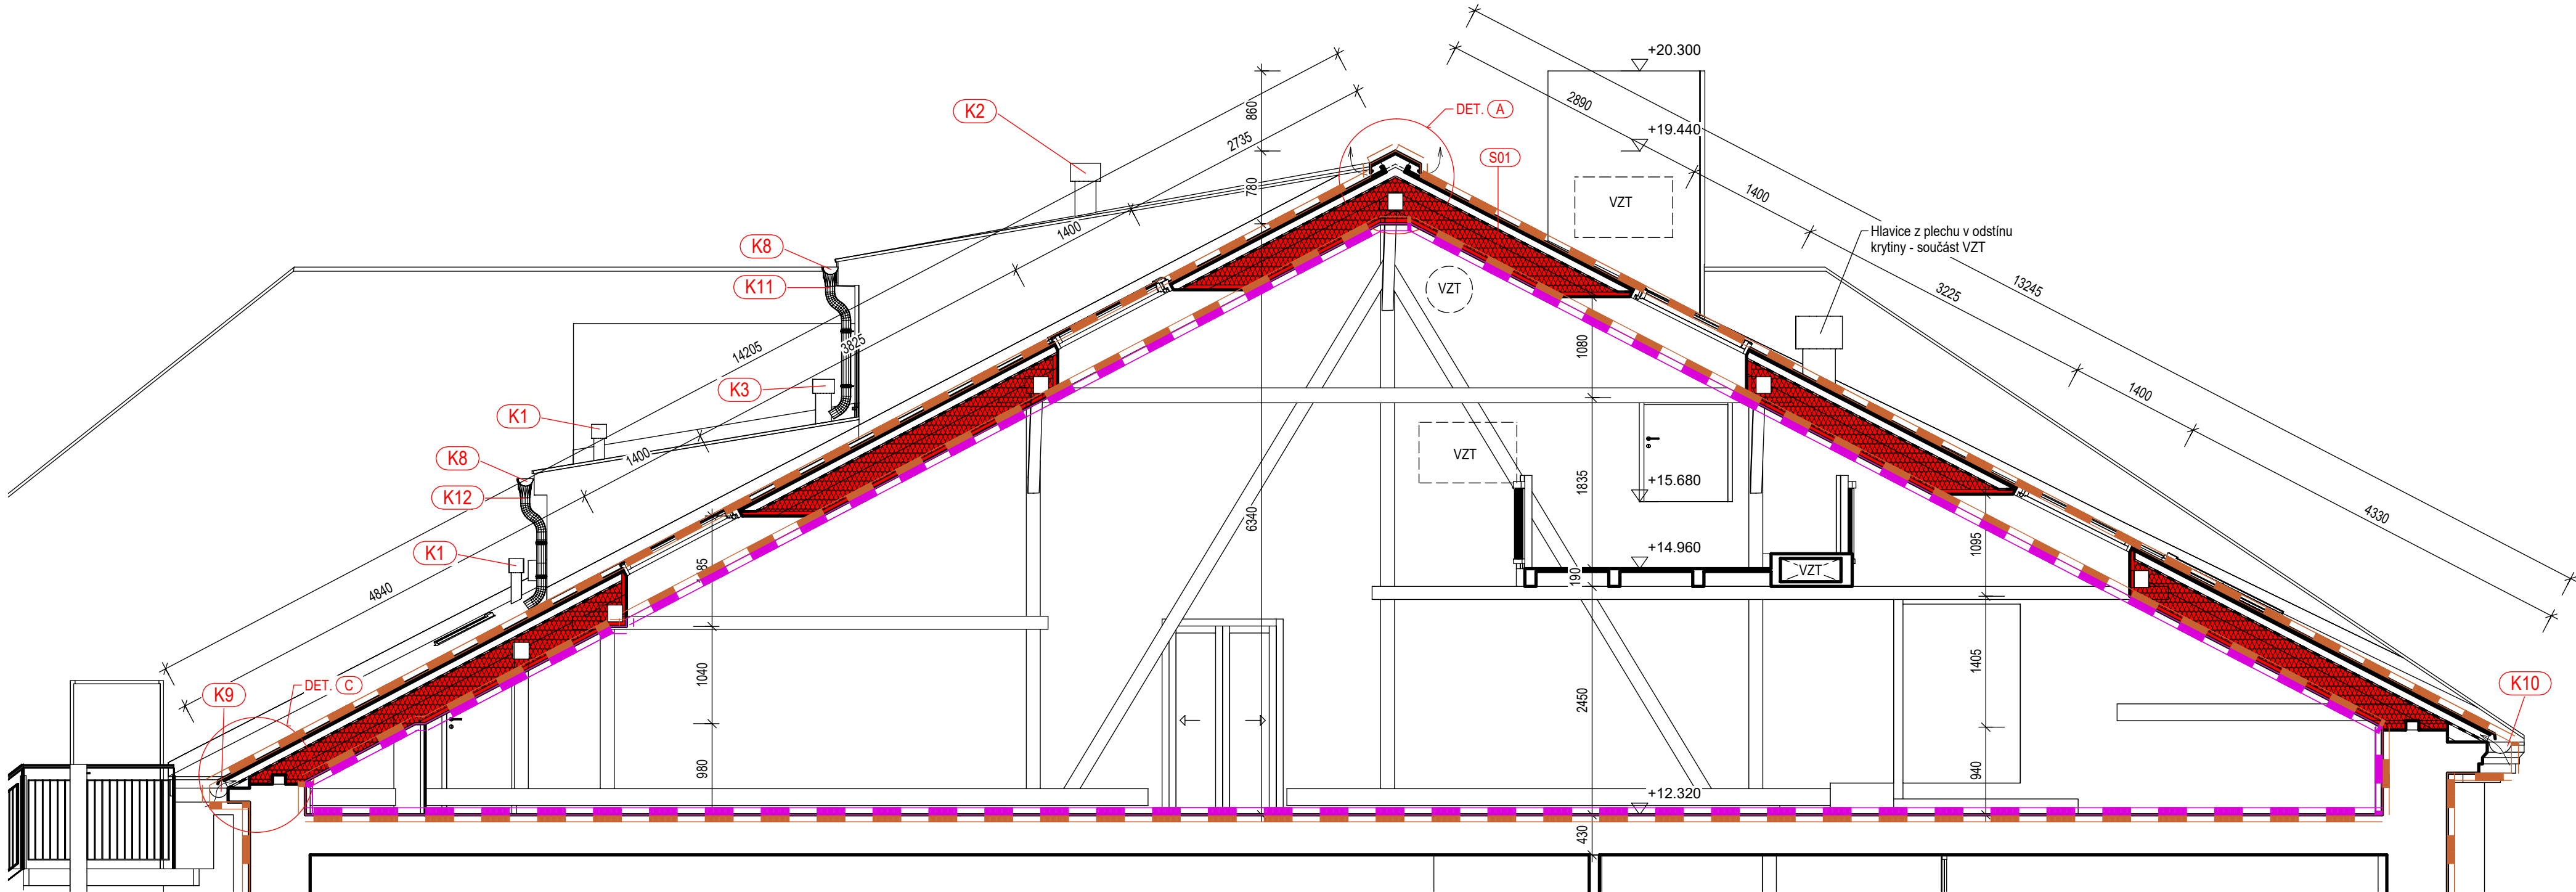 +20.300
2890
860
K2
DET. A
+19.440
2735
S01
780
1400
VZT
1400
Hlavice z plechu v odstínu
krytiny - součást VZT
K8
K11
VZT
13245
3225
14205
3825
1080
K3
1400
K1
VZT
1400
K8
+15.680
1835
K12
6340
4330
+14.960
K1
1095
VZT
190
4840
1405
1040
DET. C
K9
K10
2450
980
940
+12.320
430